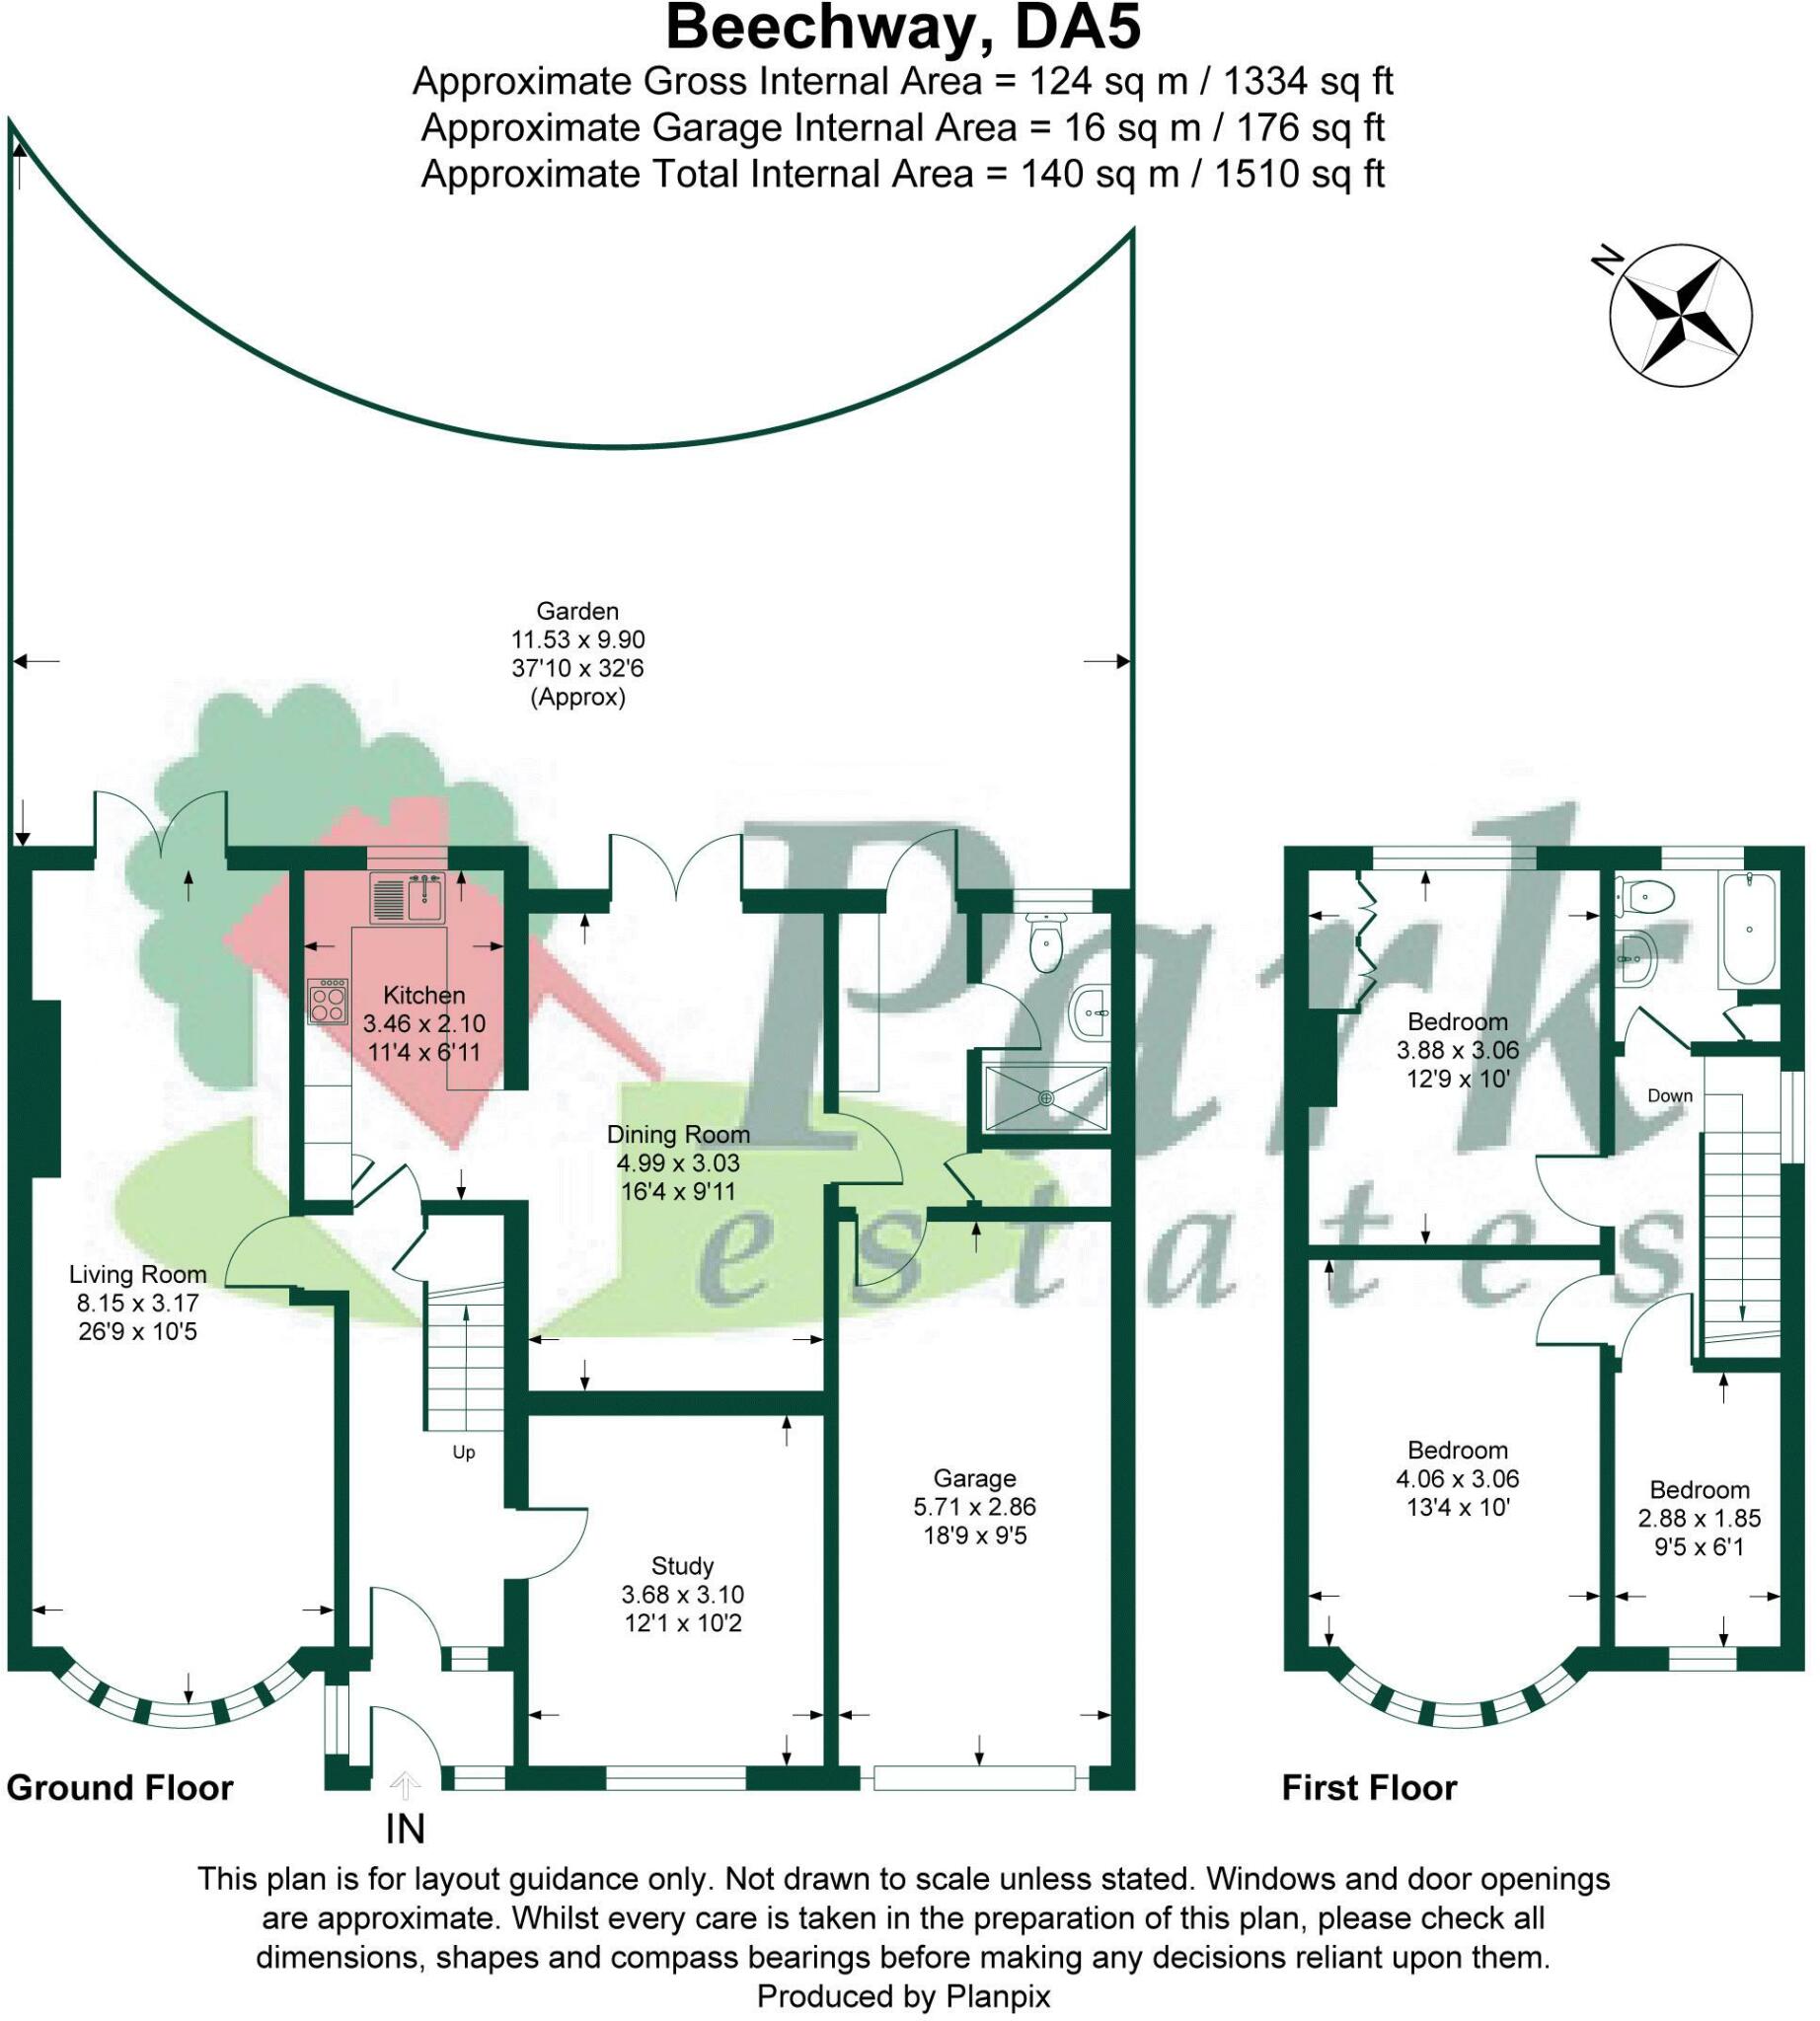 Beechway, DA5
Approximate Gross Internal Area = 124 sq m / 1334 sq ft
Approximate Garage Internal Area = 16 sq m / 176 sq ft
Approximate Total Internal Area = 140 sq m / 1510 sq ft
N
Garden
11.53 x 9.90
37'10 x 32'6
(Approx)
Park
estates
Kitchen
3.46 x 2.10
11'4 x 6'11
Dining Room
4.99 x 3.03
16'4 x 9'11
Living Room
8.15 x 3.17
26'9 x 10'5
Up
Study
3.68 x 3.10
12'1 x 10'2
Garage
5.71 x 2.86
18'9 x 9'5
Bedroom
3.88 x 3.06
12'9 x 10'
Down
Bedroom
4.06 x 3.06
13'4 x 10'
Bedroom
2.88 x 1.85
9'5 x 6'1
Ground Floor
IN
First Floor
This plan is for layout guidance only. Not drawn to scale unless stated. Windows and door openings
are approximate. Whilst every care is taken in the preparation of this plan, please check all
dimensions, shapes and compass bearings before making any decisions reliant upon them.
Produced by Planpix